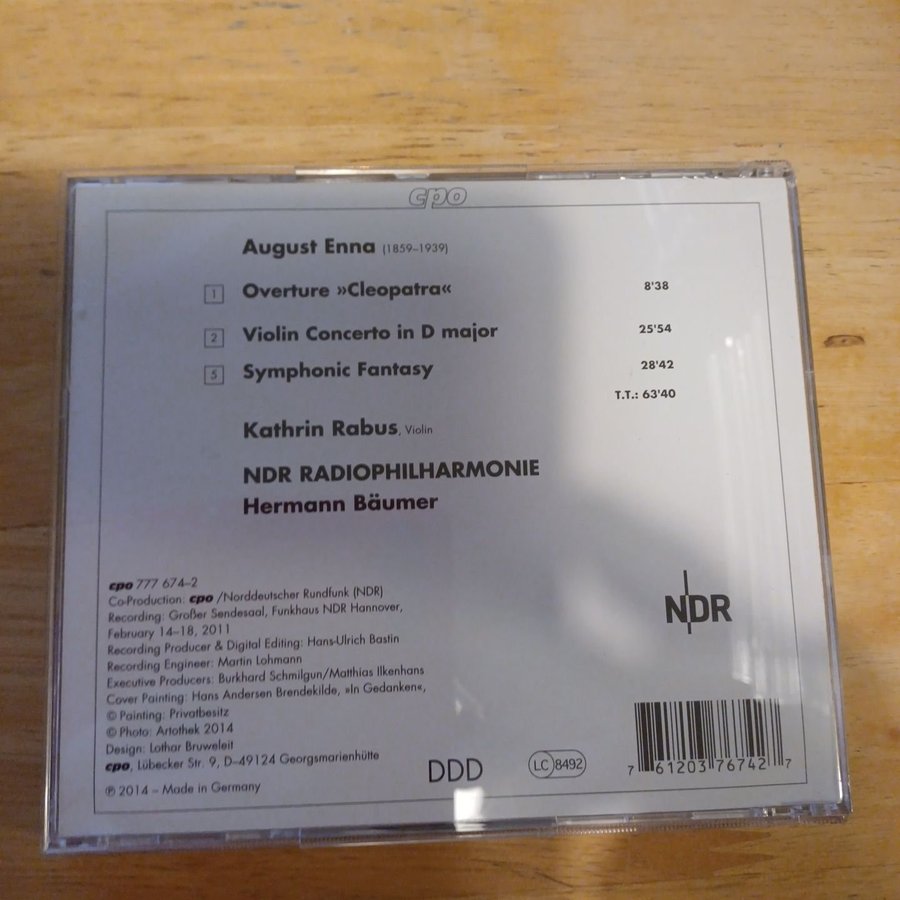 cpo
August Enna (1859–1939)
1 Overture »Cleopatra« 8'38
2 Violin Concerto in D major 25'54
5 Symphonic Fantasy 28'42
T.T.: 63'40
Kathrin Rabus, Violin
NDR RADIOPHILHARMONIE
Hermann Bäumer
cpo 777 674–2
Co-Production: cpo /Norddeutscher Rundfunk (NDR)
Recording: Großer Sendesaal, Funkhaus NDR Hannover,
February 14–18, 2011
Recording Producer & Digital Editing: Hans-Ulrich Bastin
Recording Engineer: Martin Lohmann
Executive Producers: Burkhard Schmilgun/Matthias Ilkenhans
Cover Painting: Hans Andersen Brendekilde, »In Gedanken«,
© Painting: Privatbesitz
© Photo: Artothek 2014
Design: Lothar Bruweleit
cpo, Lübecker Str. 9, D–49124 Georgsmarienhütte
℗ 2014 – Made in Germany
DDD
LC 8492
NDR
7 61203 76742 7